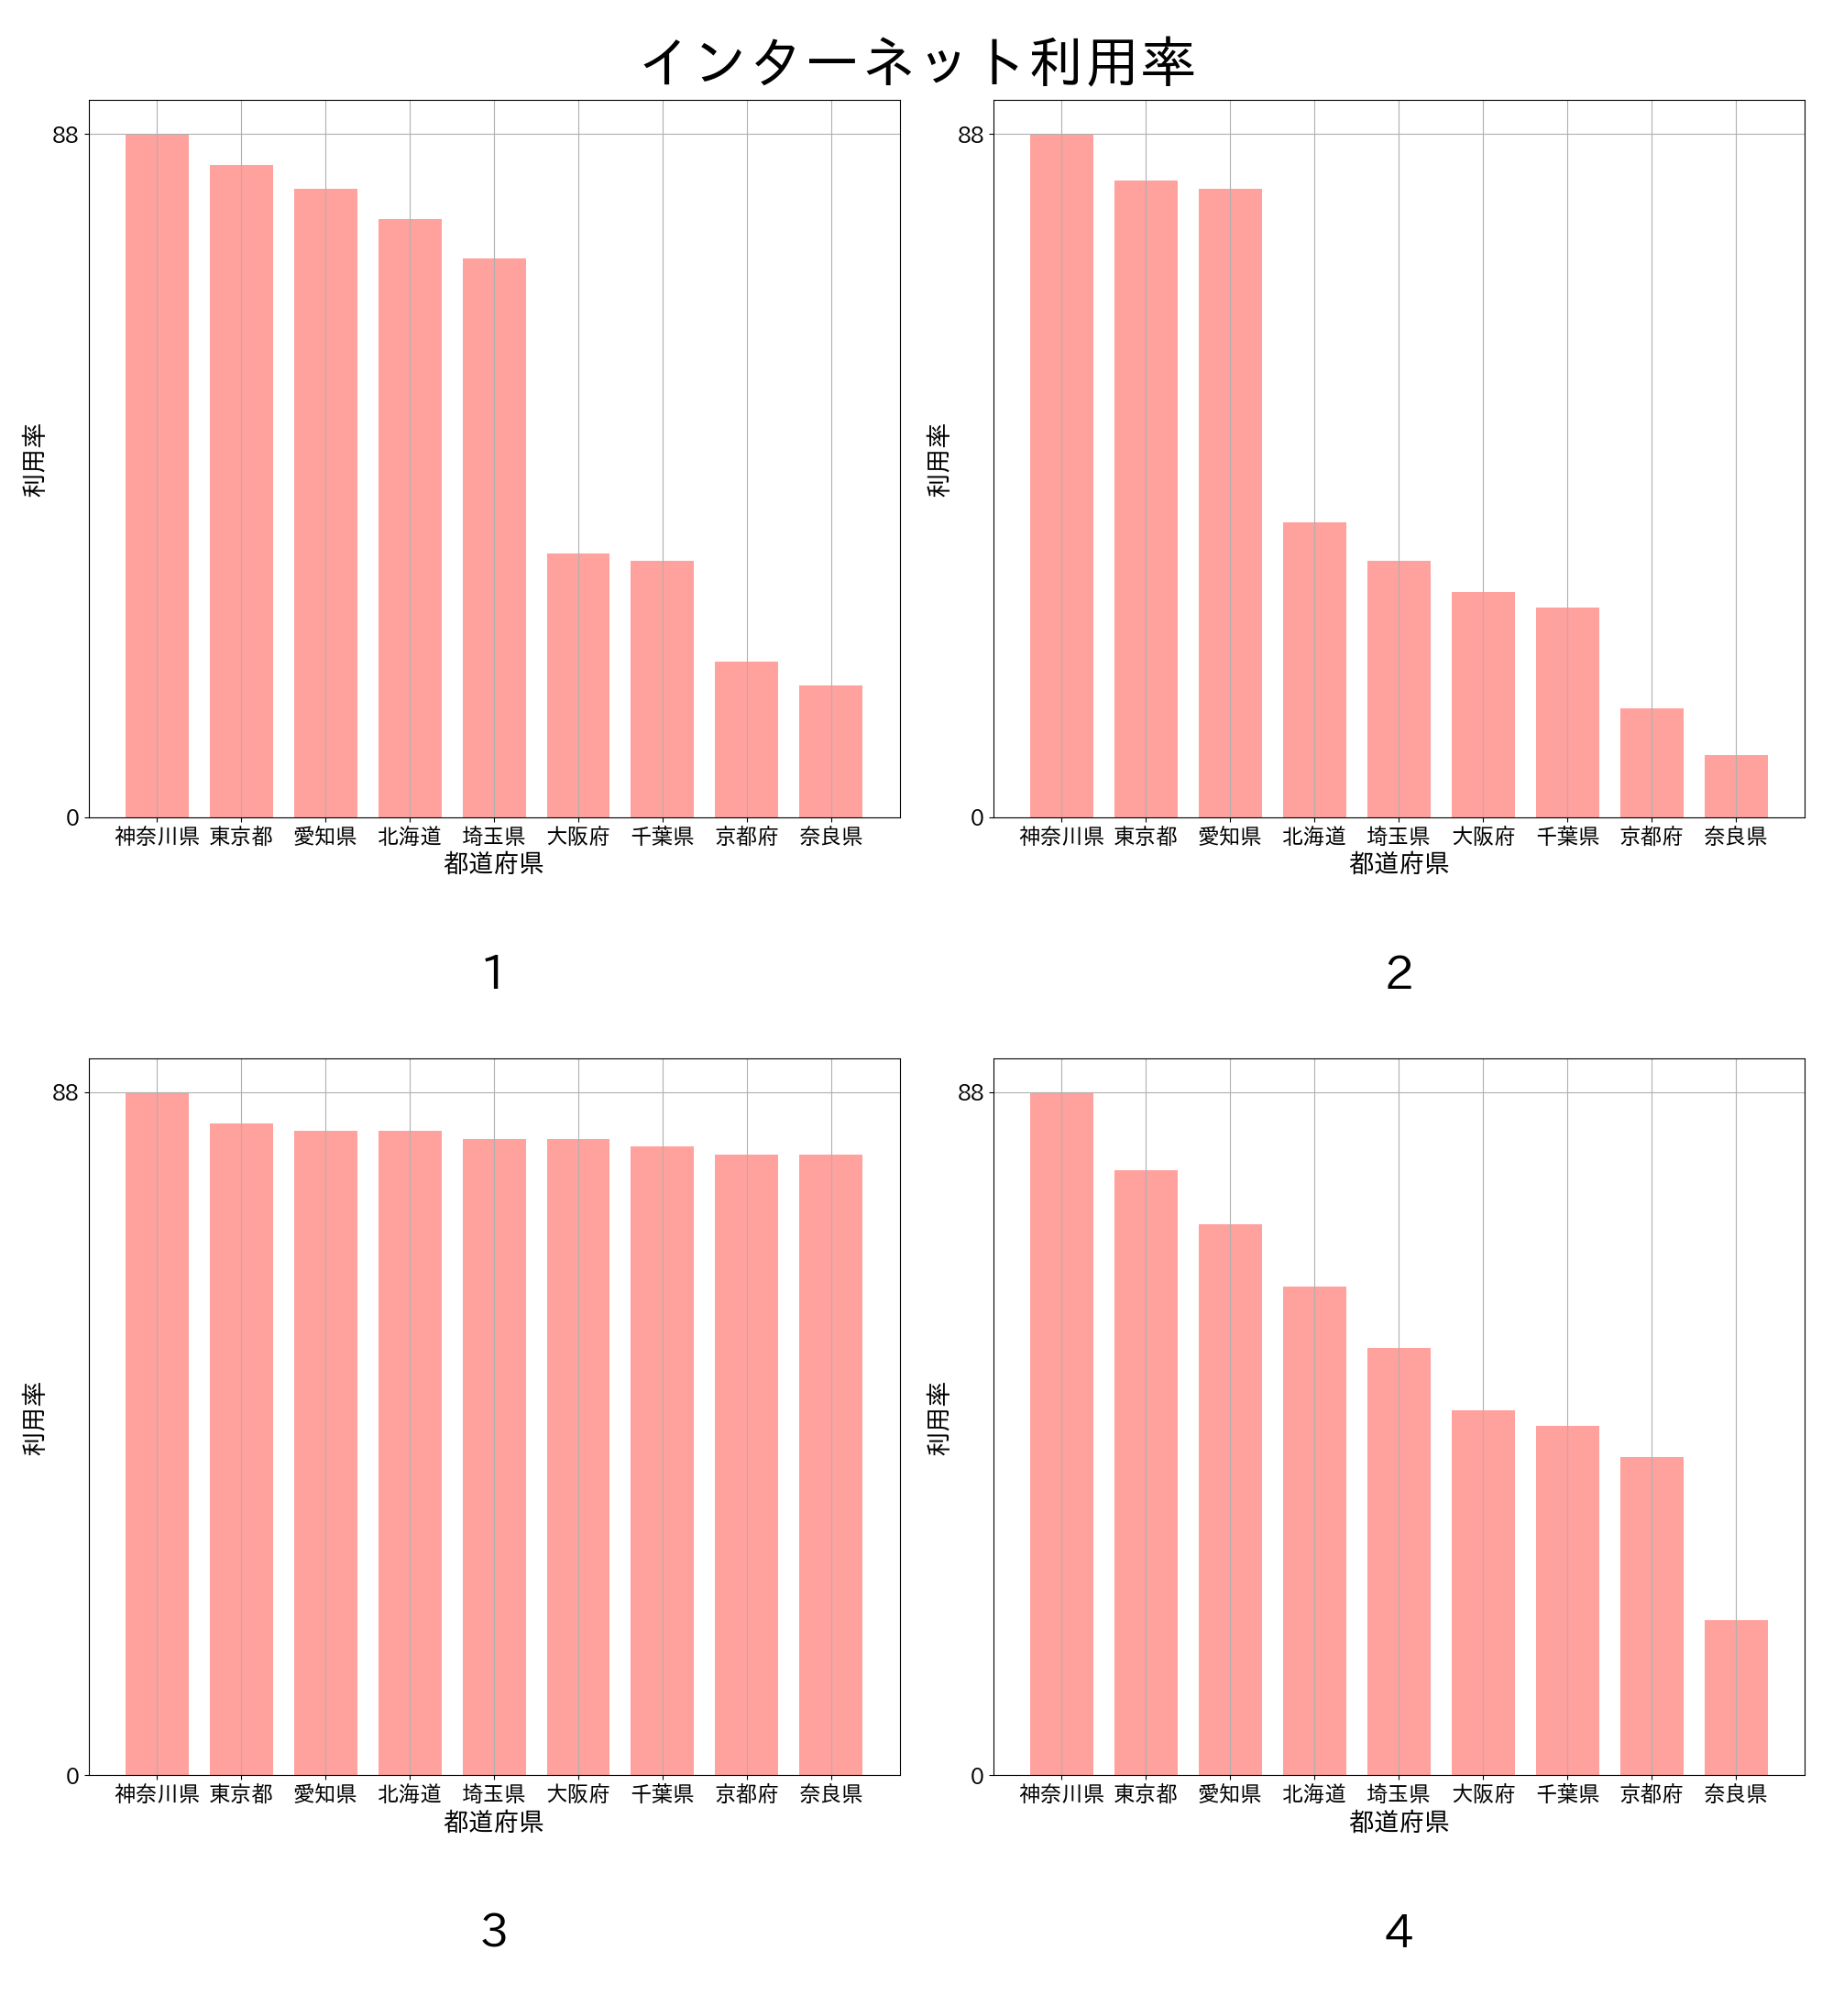 インターネット利用率
88
0
利用率
神奈川県 東京都 愛知県 北海道 埼玉県 大阪府 千葉県 京都府 奈良県
都道府県
1
88
0
利用率
神奈川県 東京都 愛知県 北海道 埼玉県 大阪府 千葉県 京都府 奈良県
都道府県
2
88
0
利用率
神奈川県 東京都 愛知県 北海道 埼玉県 大阪府 千葉県 京都府 奈良県
都道府県
3
88
0
利用率
神奈川県 東京都 愛知県 北海道 埼玉県 大阪府 千葉県 京都府 奈良県
都道府県
4